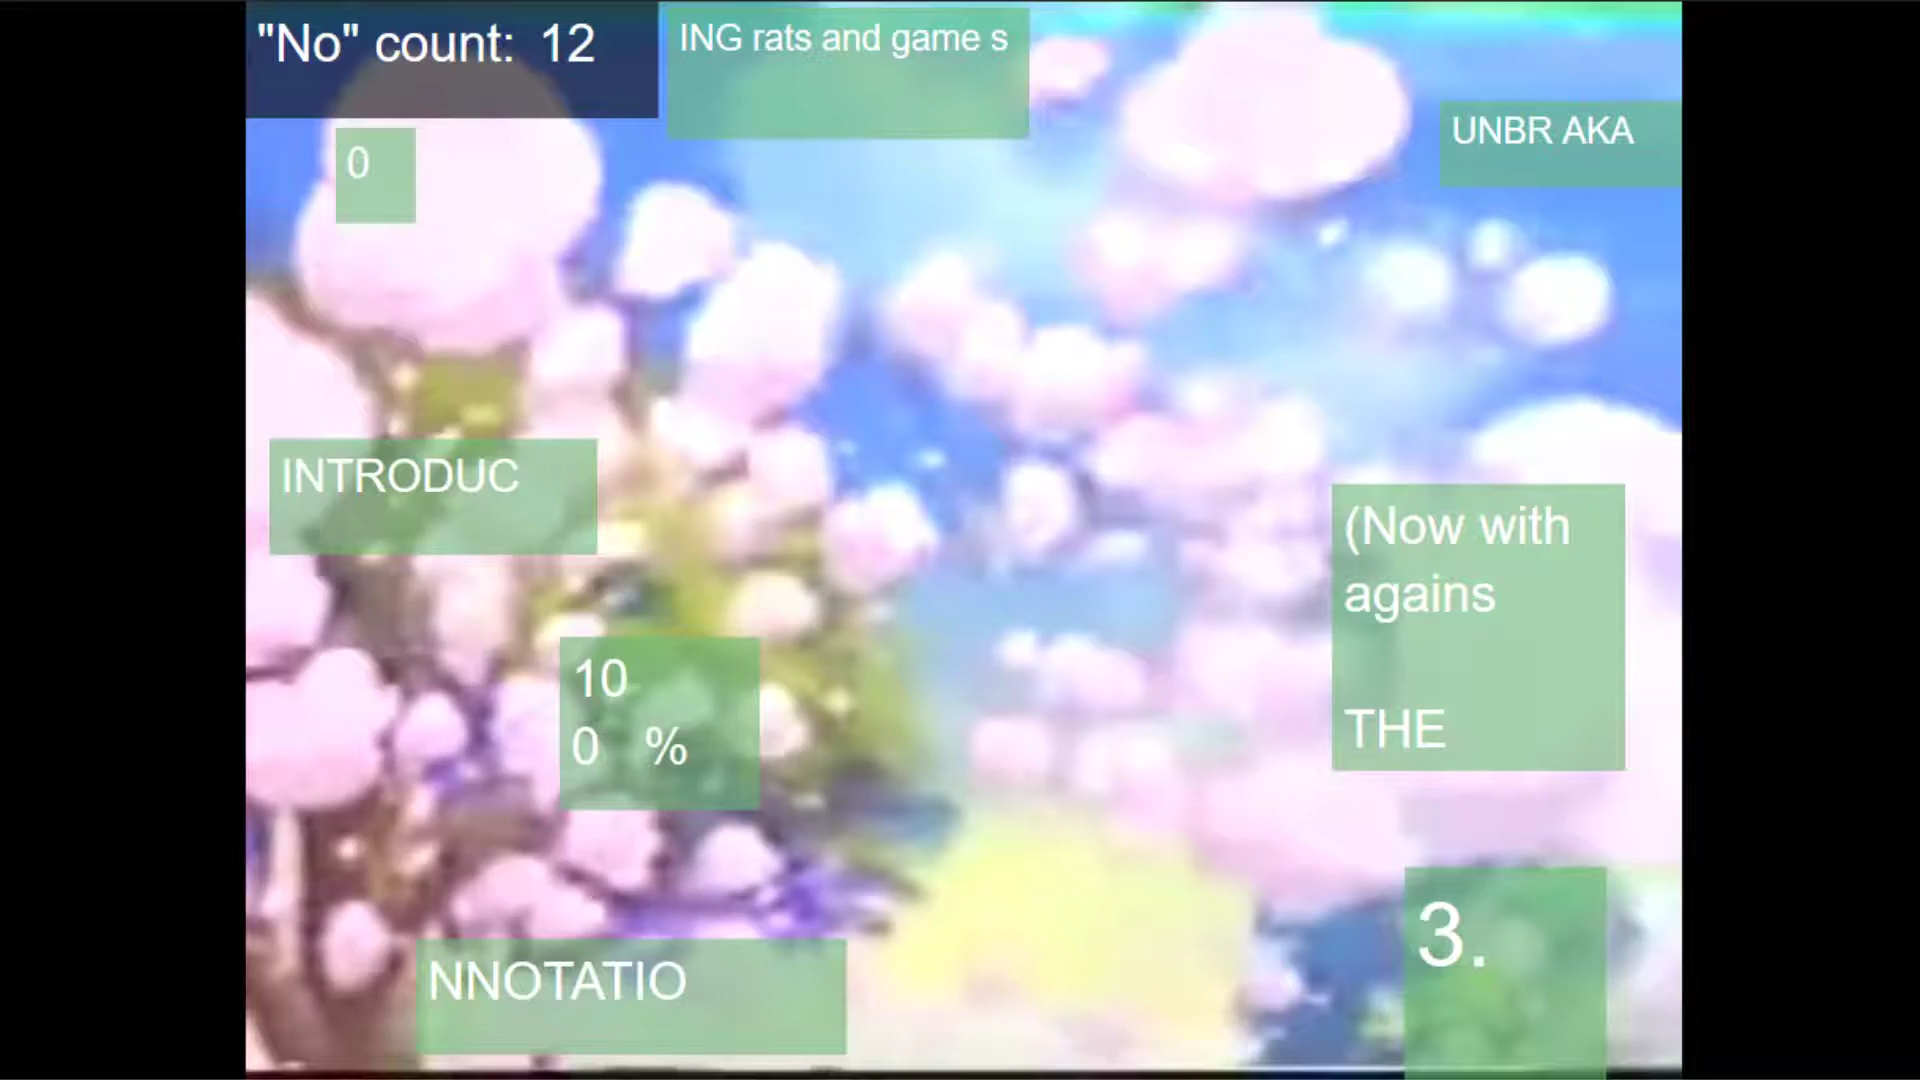 "No" count: 12
ING rats and game s
UNBR AKA
0
INTRODUC
(Now with
agains
THE
10
0 %
3.
NNOTATIO